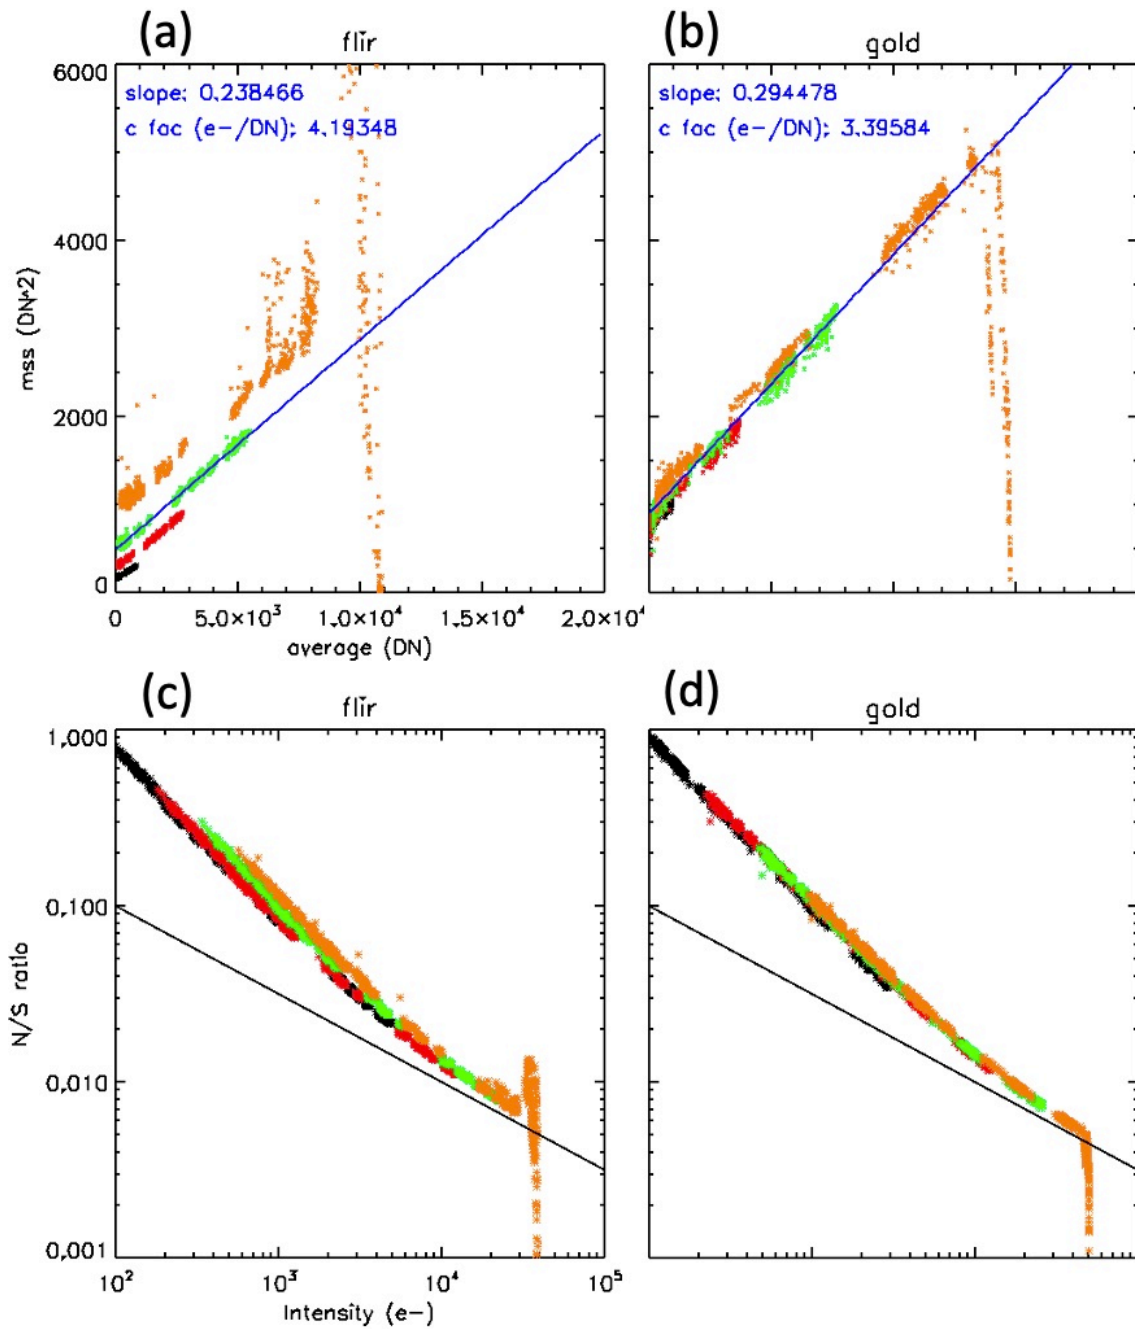 (a)
flir
(b)
gold
6000
4000
2000
0
mss (DN^2)
slope: 0.238466
c fac (e-/DN): 4.19348
slope: 0.294478
c fac (e-/DN): 3.39584
0 5.0×10³ 1.0×10⁴ 1.5×10⁴ 2.0×10⁴
average (DN)
(c)
flir
(d)
gold
1.000
0.100
0.010
0.001
N/S ratio
10² 10³ 10⁴ 10⁵
Intensity (e-)